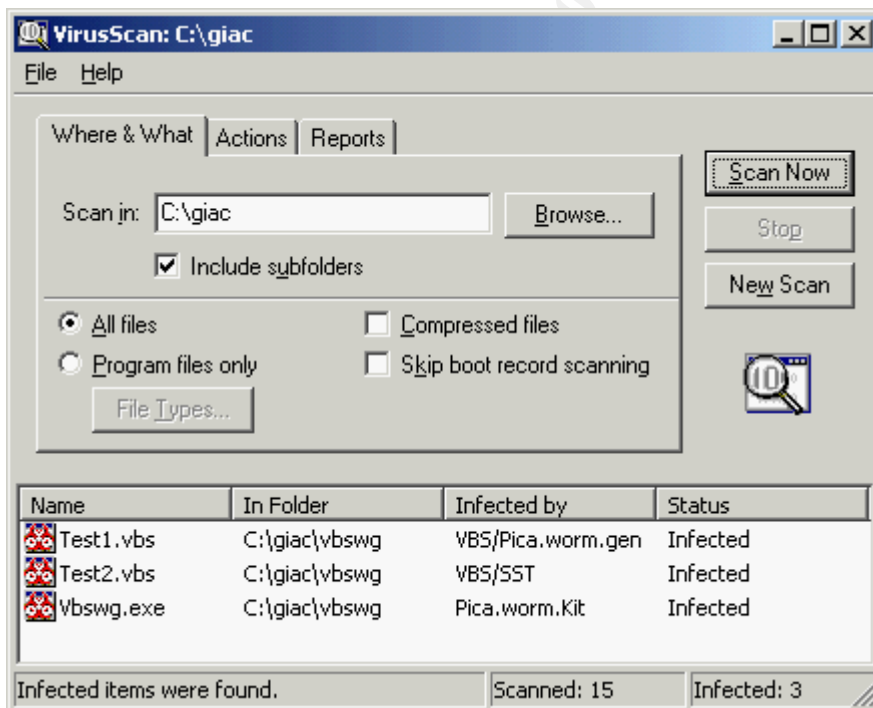 VirusScan: C:\giac
File Help
Where & What Actions Reports
Scan in: C:\giac Browse...
Include subfolders
All files Compressed files
Program files only Skip boot record scanning
File Types...
Scan Now
Stop
New Scan
Name In Folder Infected by Status
Test1.vbs C:\giac\vbswg VBS/Pica.worm.gen Infected
Test2.vbs C:\giac\vbswg VBS/SST Infected
Vbswg.exe C:\giac\vbswg Pica.worm.Kit Infected
Infected items were found. Scanned: 15 Infected: 3